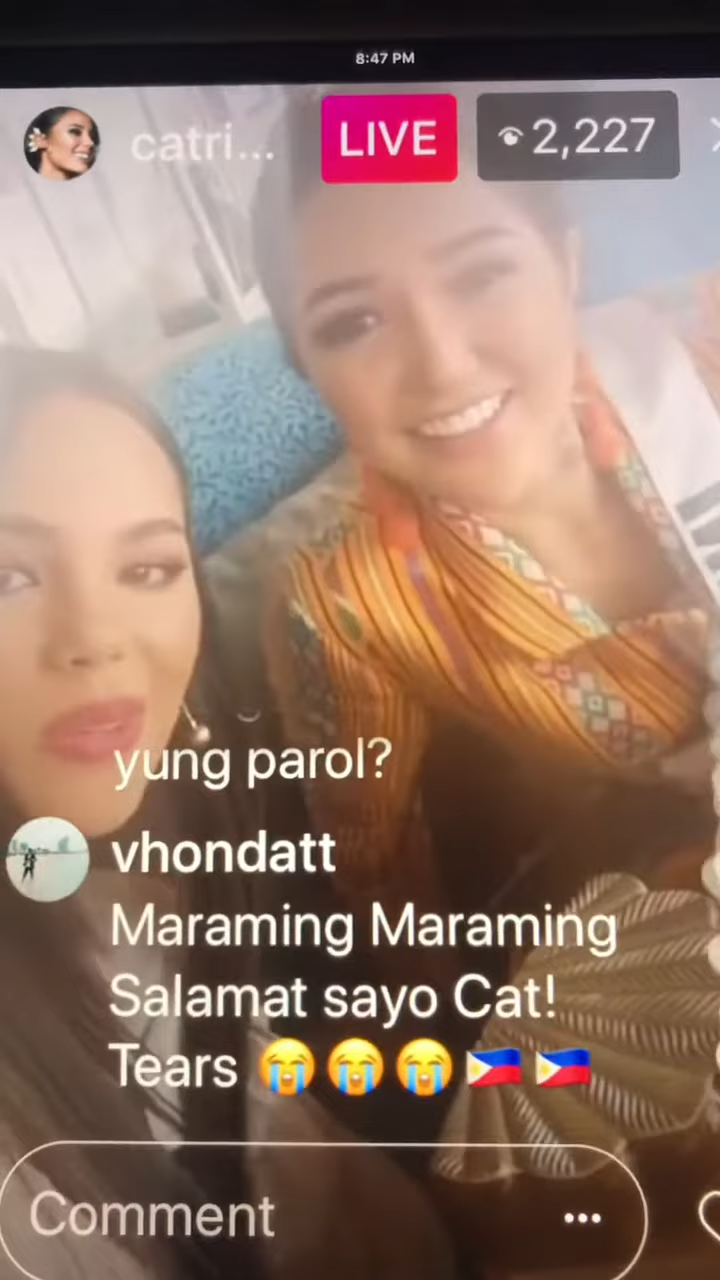 8:47 PM
catri...
LIVE
2,227
yung parol?
vhondatt
Maraming Maraming
Salamat sayo Cat!
Tears 😭😭😭🇵🇭🇵🇭
Comment